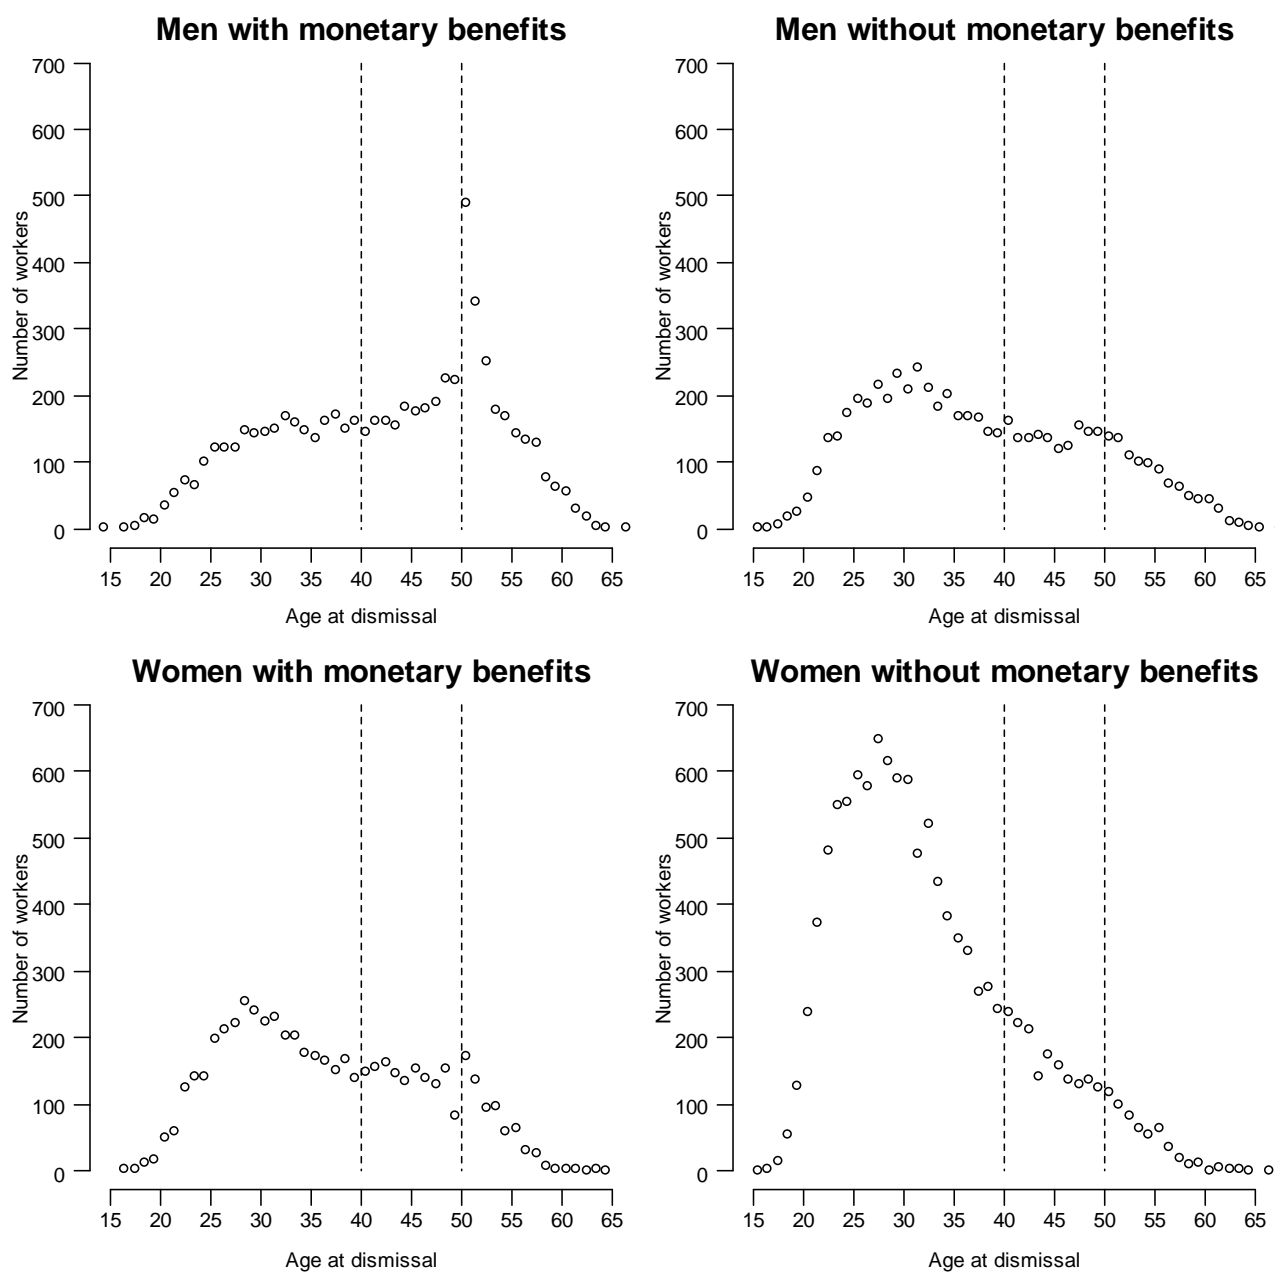 Men with monetary benefits
Number of workers
700
600
500
400
300
200
100
0
15 20 25 30 35 40 45 50 55 60 65
Age at dismissal
Men without monetary benefits
Number of workers
700
600
500
400
300
200
100
0
15 20 25 30 35 40 45 50 55 60 65
Age at dismissal
Women with monetary benefits
Number of workers
700
600
500
400
300
200
100
0
15 20 25 30 35 40 45 50 55 60 65
Age at dismissal
Women without monetary benefits
Number of workers
700
600
500
400
300
200
100
0
15 20 25 30 35 40 45 50 55 60 65
Age at dismissal